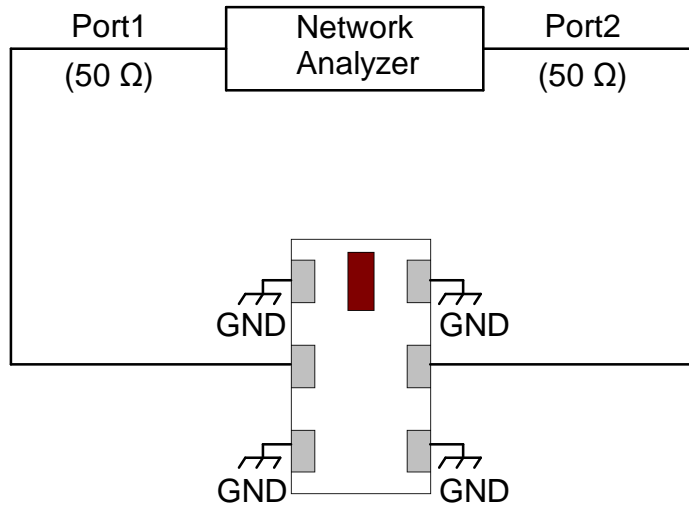 Port1
Network
Analyzer
Port2
(50 Ω)
(50 Ω)
GND
GND
GND
GND